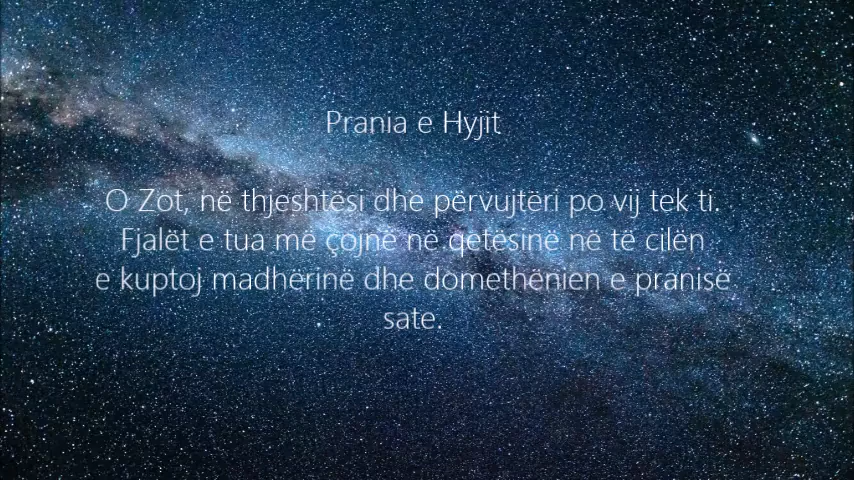 Prania e Hyjit
O Zot, në thjeshtësi dhe përvujtëri po vij tek ti.
Fjalët e tua më çojnë në qetësinë në të cilën
e kuptoj madhërinë dhe domethënien e pranisë
sate.